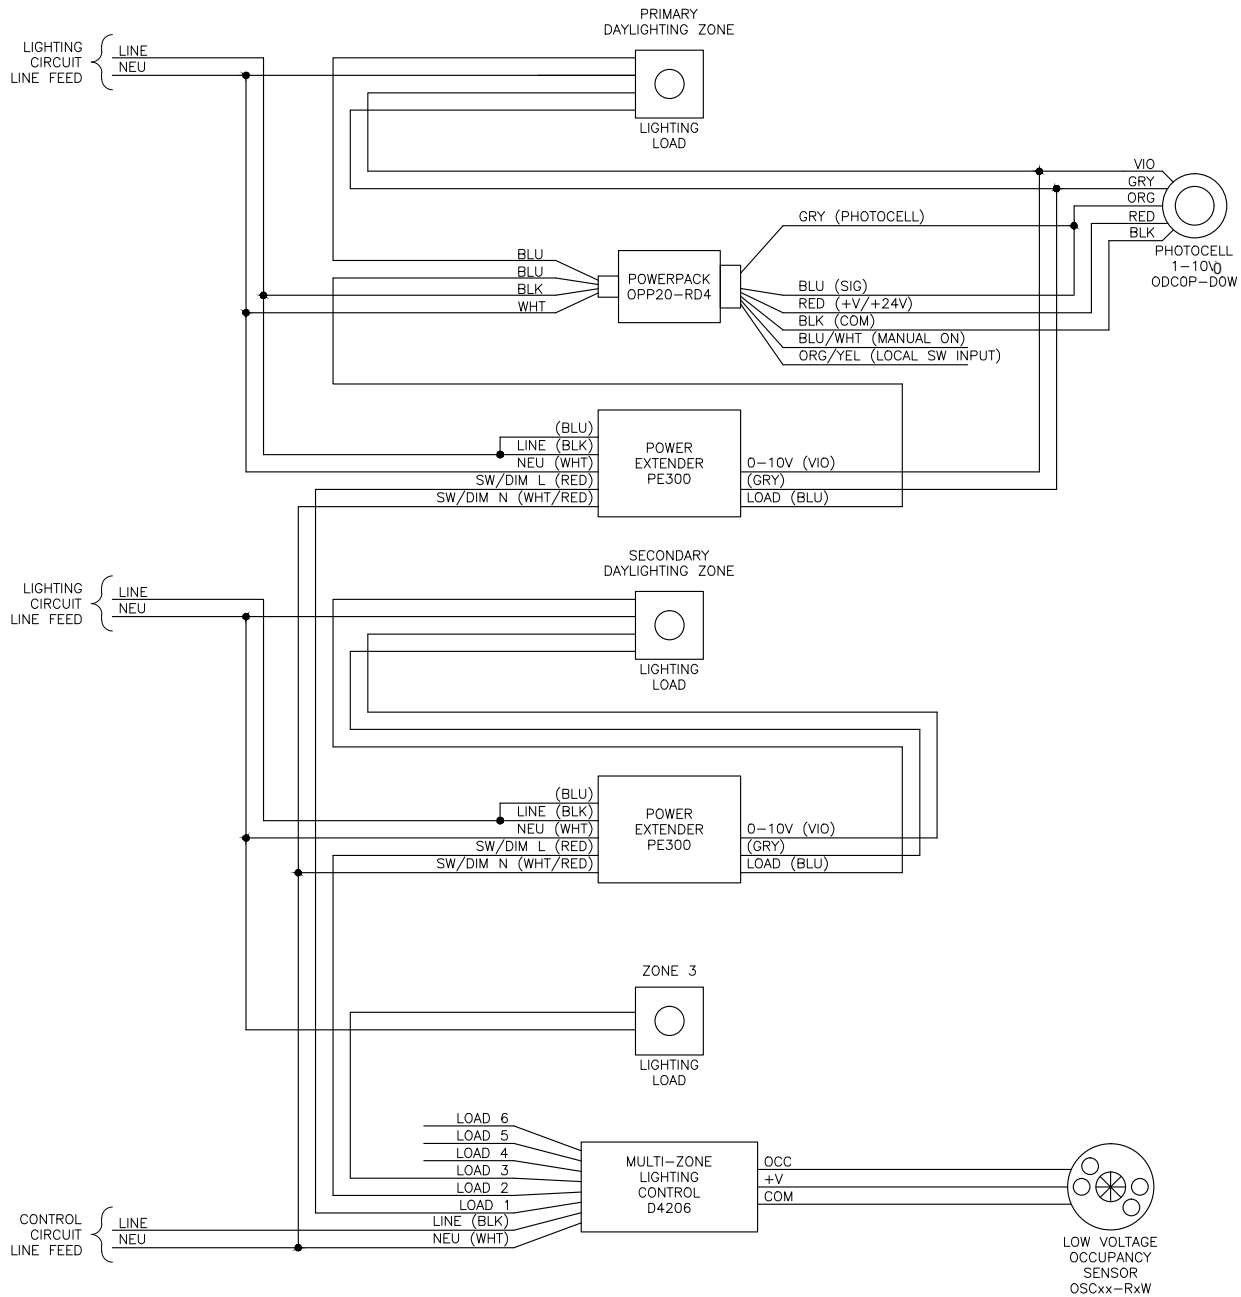 PRIMARY
DAYLIGHTING ZONE
LIGHTING
CIRCUIT
LINE FEED
LINE
NEU
LIGHTING
LOAD
VIO
GRY
ORG
RED
BLK
PHOTOCELL
1-10V
0
ODC0P-D0W
GRY (PHOTOCELL)
BLU
BLU
BLK
WHT
POWERPACK
OPP20-RD4
BLU (SIG)
RED (+V/+24V)
BLK (COM)
BLU/WHT (MANUAL ON)
ORG/YEL (LOCAL SW INPUT)
(BLU)
LINE (BLK)
NEU (WHT)
SW/DIM L (RED)
SW/DIM N (WHT/RED)
POWER
EXTENDER
PE300
0-10V (VIO)
(GRY)
LOAD (BLU)
SECONDARY
DAYLIGHTING ZONE
LIGHTING
CIRCUIT
LINE FEED
LINE
NEU
LIGHTING
LOAD
(BLU)
LINE (BLK)
NEU (WHT)
SW/DIM L (RED)
SW/DIM N (WHT/RED)
POWER
EXTENDER
PE300
0-10V (VIO)
(GRY)
LOAD (BLU)
ZONE 3
LIGHTING
LOAD
LOAD 6
LOAD 5
LOAD 4
LOAD 3
LOAD 2
LOAD 1
LINE (BLK)
NEU (WHT)
CONTROL
CIRCUIT
LINE FEED
LINE
NEU
MULTI-ZONE
LIGHTING
CONTROL
D4206
OCC
+V
COM
LOW VOLTAGE
OCCUPANCY
SENSOR
OSCxx-RxW